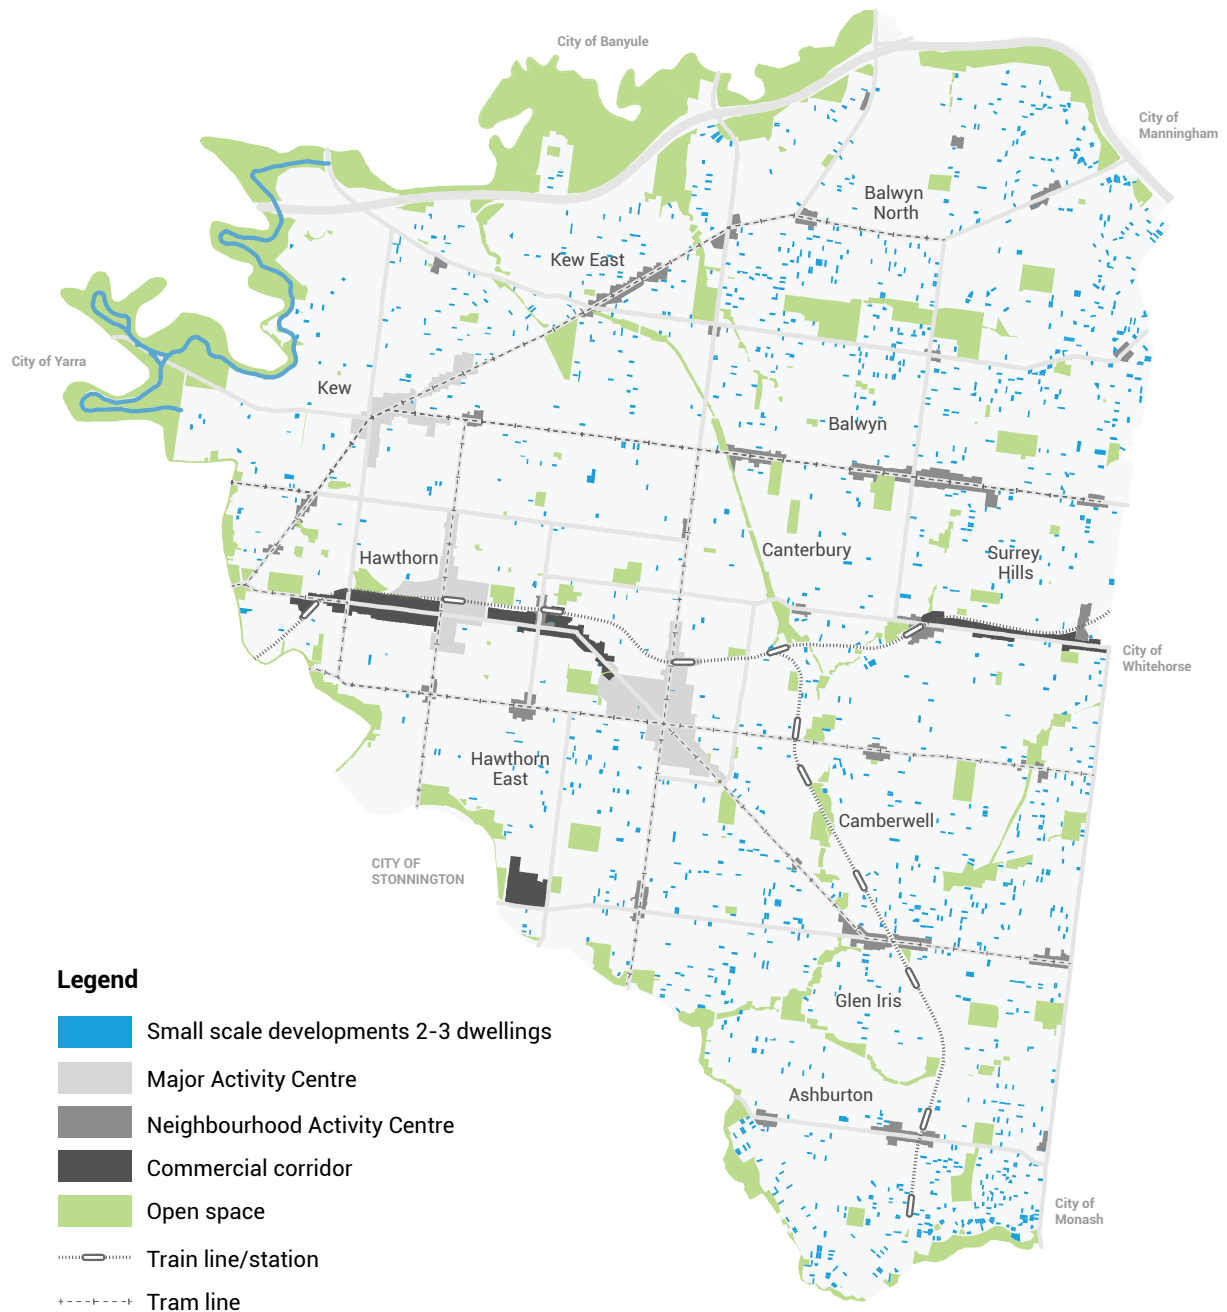 City of Banyule
City of
Manningham
Balwyn
North
Kew East
City of Yarra
Kew
Balwyn
Hawthorn
Canterbury
Surrey
Hills
City of
Whitehorse
Hawthorn
East
Camberwell
CITY OF
STONNINGTON
Glen Iris
Ashburton
City of
Monash
Legend
Small scale developments 2-3 dwellings
Major Activity Centre
Neighbourhood Activity Centre
Commercial corridor
Open space
Train line/station
Tram line